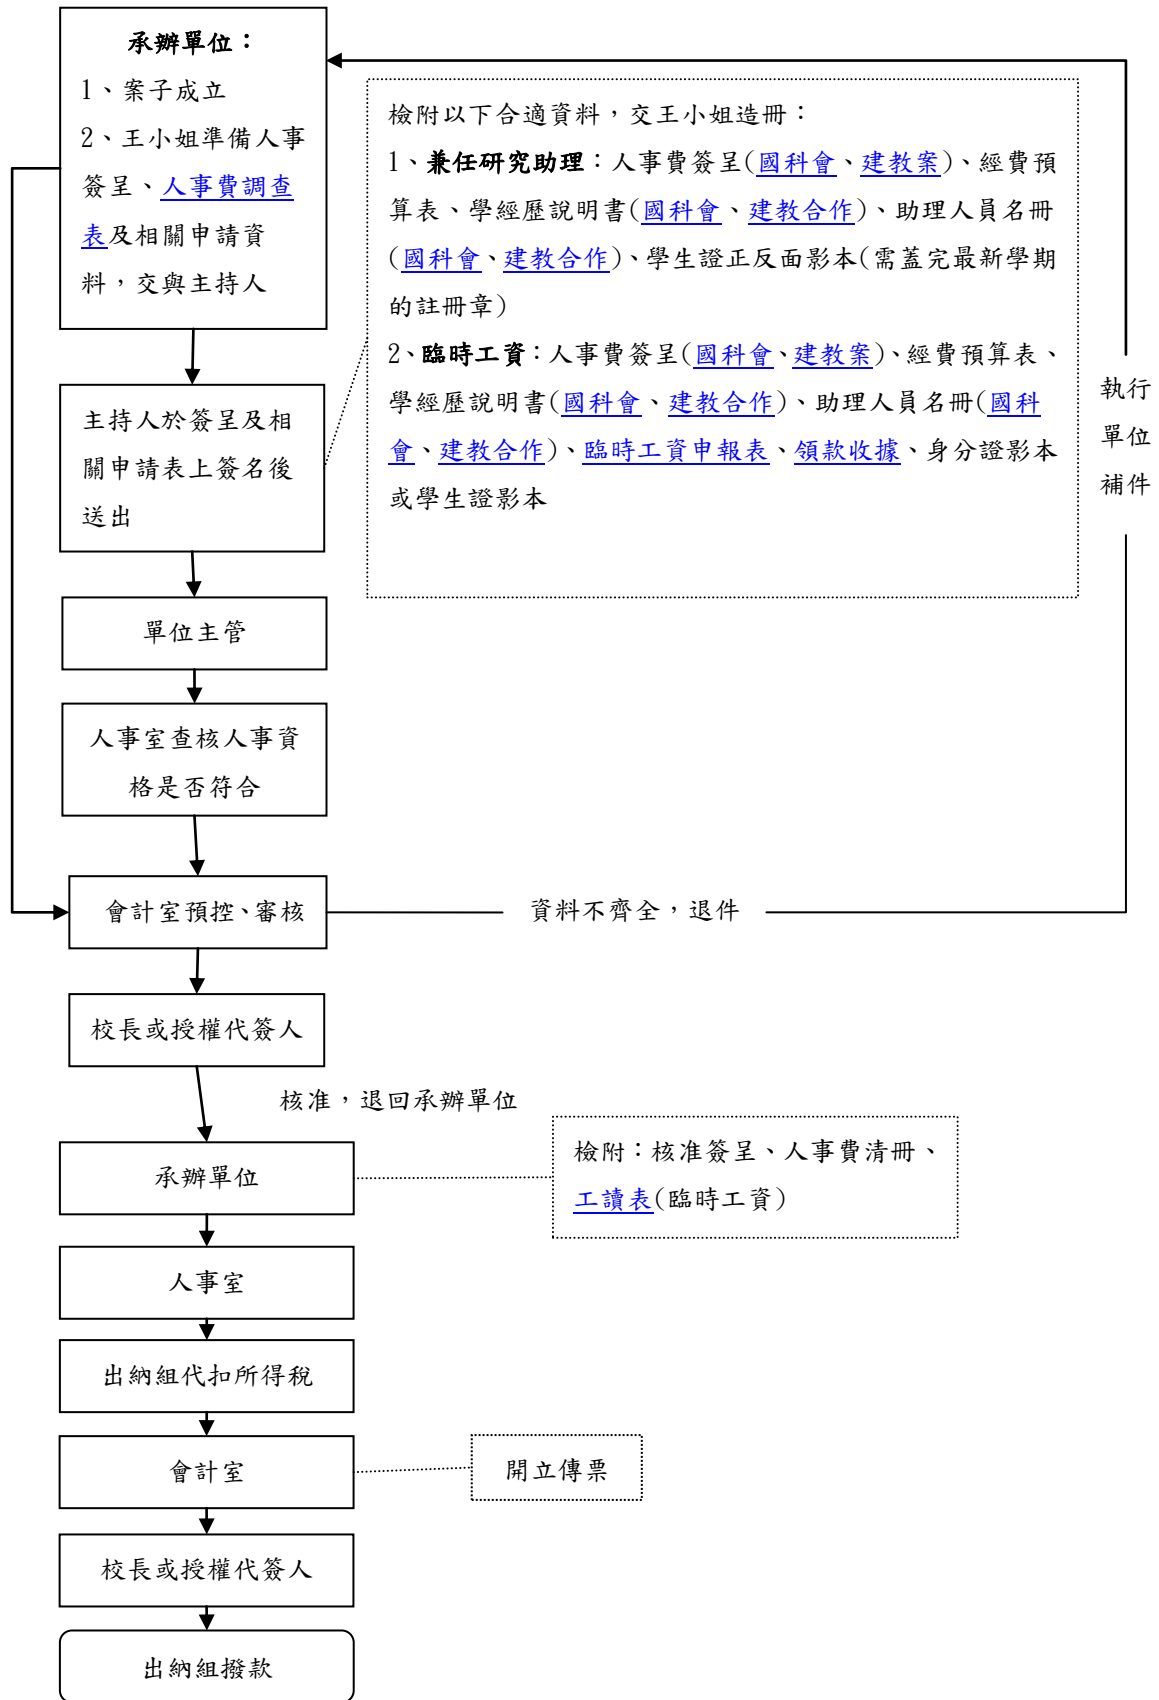 承辦單位：
1、案子成立
2、王小姐準備人事
簽呈、人事費調查
表及相關申請資
料，交與主持人
檢附以下合適資料，交王小姐造冊：
1、兼任研究助理：人事費簽呈(國科會、建教案)、經費預
算表、學經歷說明書(國科會、建教合作)、助理人員名冊
(國科會、建教合作)、學生證正反面影本(需蓋完最新學期
的註冊章)
2、臨時工資：人事費簽呈(國科會、建教案)、經費預算表、
學經歷說明書(國科會、建教合作)、助理人員名冊(國科
會、建教合作)、臨時工資申報表、領款收據、身分證影本
或學生證影本
執行
單位
補件
主持人於簽呈及相
關申請表上簽名後
送出
單位主管
人事室查核人事資
格是否符合
會計室預控、審核
資料不齊全，退件
校長或授權代簽人
核准，退回承辦單位
承辦單位
檢附：核准簽呈、人事費清冊、
工讀表(臨時工資)
人事室
出納組代扣所得稅
會計室
開立傳票
校長或授權代簽人
出納組撥款